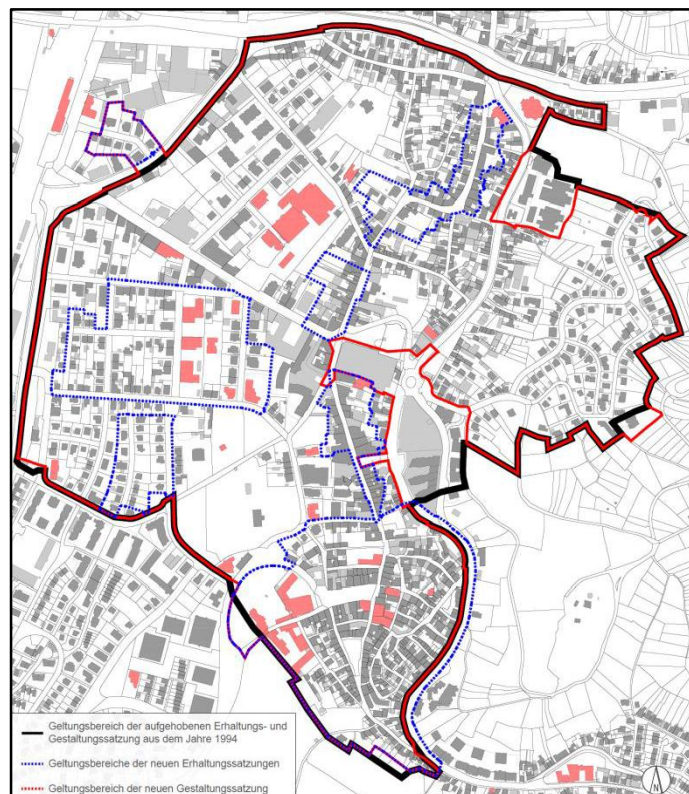 Geltungsbereich der aufgehobenen Erhaltungs- und
Gestaltungssatzung aus dem Jahre 1994
Geltungsbereiche der neuen Erhaltungssatzungen
Geltungsbereich der neuen Gestaltungssatzung
N